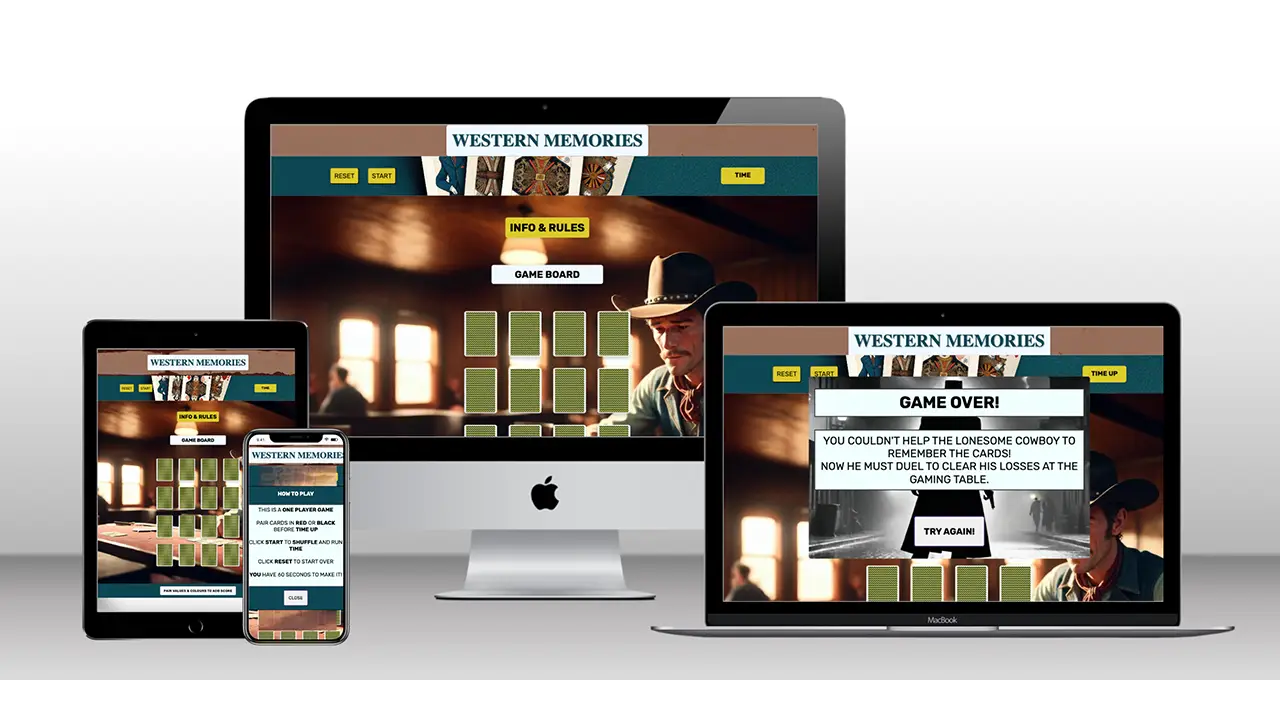 WESTERN MEMORIES
RESET START TIME
INFO & RULES
GAME BOARD
WESTERN MEMORIES
RESET START TIME
INFO & RULES
GAME BOARD
PAIR VALUES & COLOURS TO ADD SCORE
9:41
WESTERN MEMORIES
HOW TO PLAY
THIS IS A ONE PLAYER GAME
PAIR CARDS IN RED OR BLACK
BEFORE TIME UP
CLICK START TO SHUFFLE AND RUN
TIME
CLICK RESET TO START OVER
YOU HAVE 60 SECONDS TO MAKE IT!
CLOSE
WESTERN MEMORIES
RESET START TIME UP
GAME OVER!
YOU COULDN'T HELP THE LONESOME COWBOY TO
REMEMBER THE CARDS!
NOW HE MUST DUEL TO CLEAR HIS LOSSES AT THE
GAMING TABLE.
TRY AGAIN!
MacBook